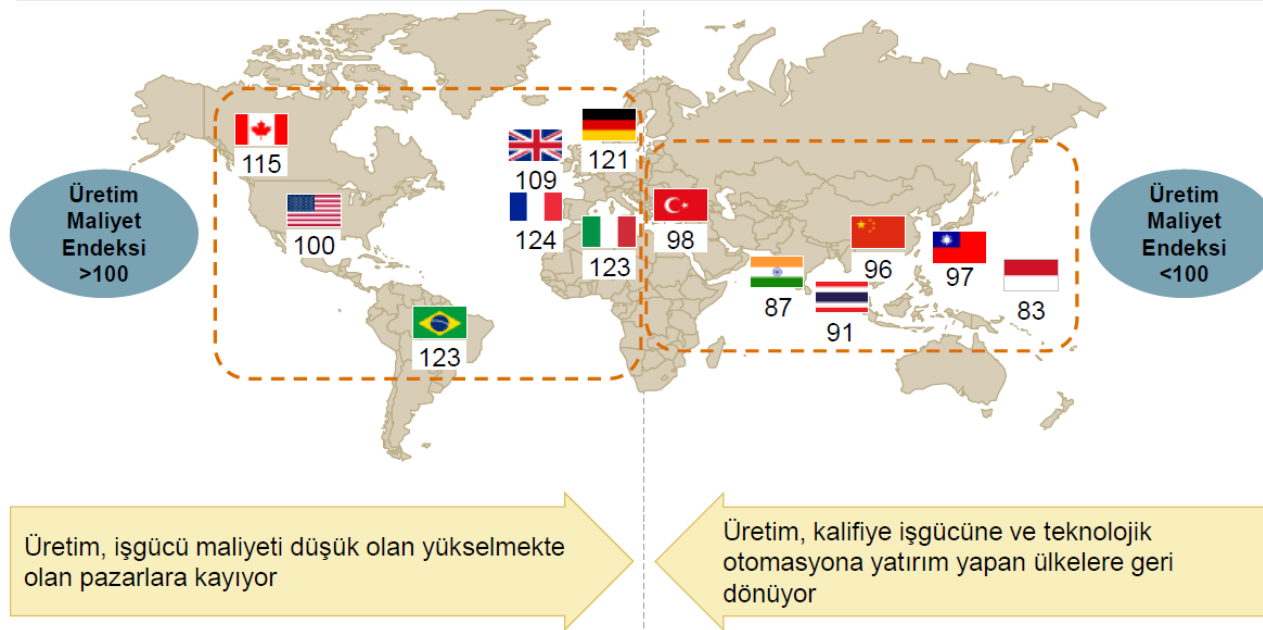 Üretim
Maliyet
Endeksi
>100
115
100
123
109
124
121
123
98
87
91
96
97
83
Üretim
Maliyet
Endeksi
<100
Üretim, işgücü maliyeti düşük olan yükselmekte
olan pazarlara kayıyor
Üretim, kalifiye işgücüne ve teknolojik
otomasyona yatırım yapan ülkelere geri
dönüyor